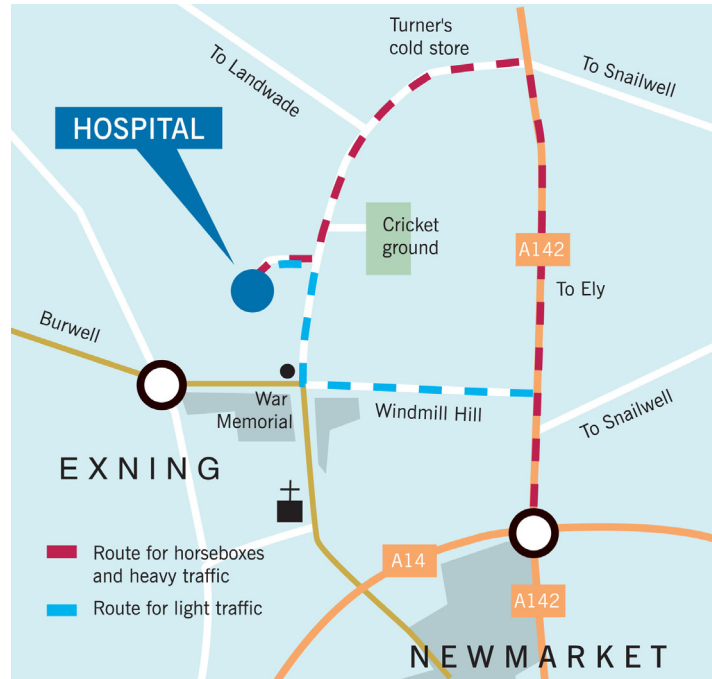 Turner's
cold store
To Landwade
To Snailwell
HOSPITAL
Cricket
ground
A142
To Ely
Burwell
War
Memorial
Windmill Hill
To Snailwell
EXNING
Route for horseboxes
and heavy traffic
Route for light traffic
A14
A142
NEWMARKET